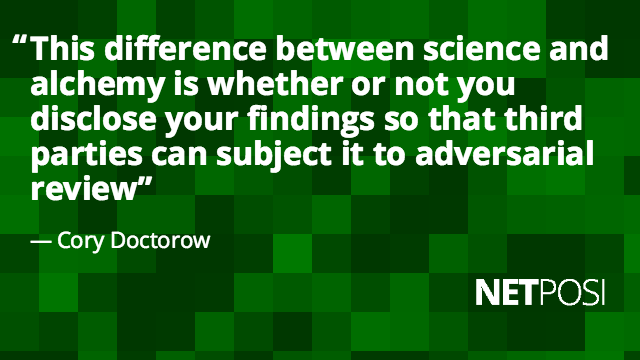 “This difference between science and
alchemy is whether or not you
disclose your findings so that third
parties can subject it to adversarial
review”
— Cory Doctorow
NETPOSI